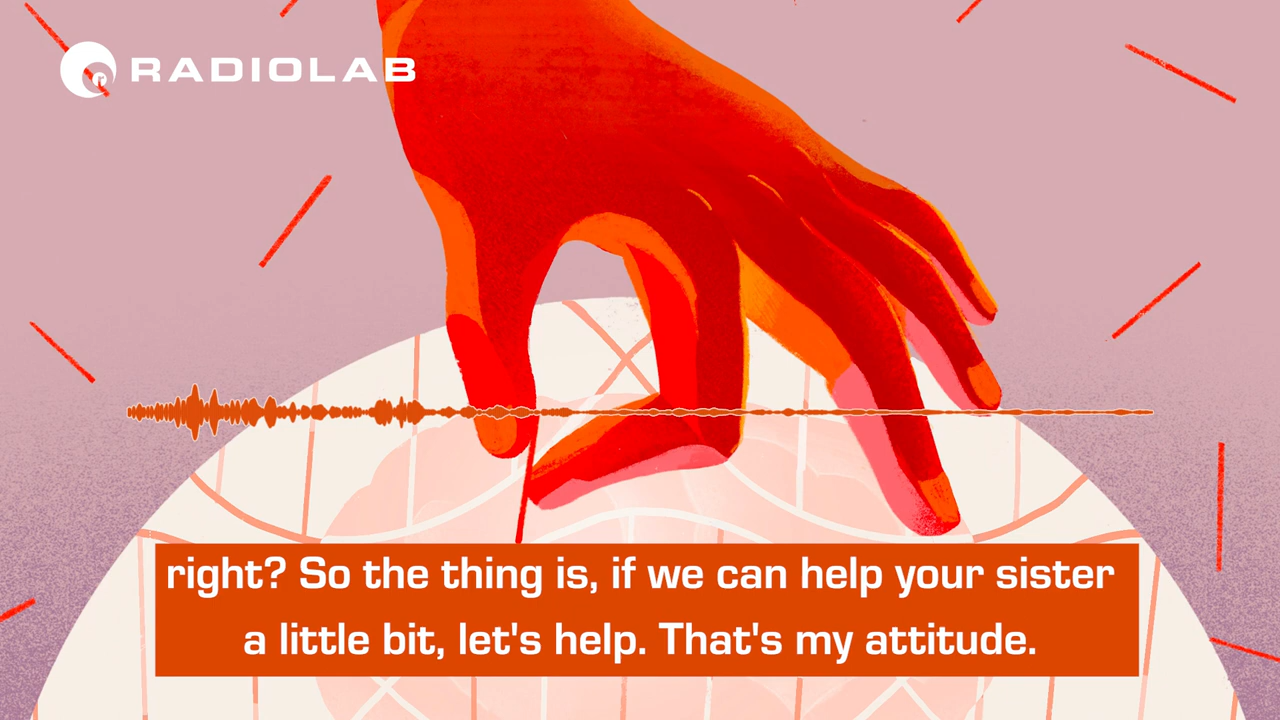 RADIOLAB
right? So the thing is, if we can help your sister
a little bit, let's help. That's my attitude.